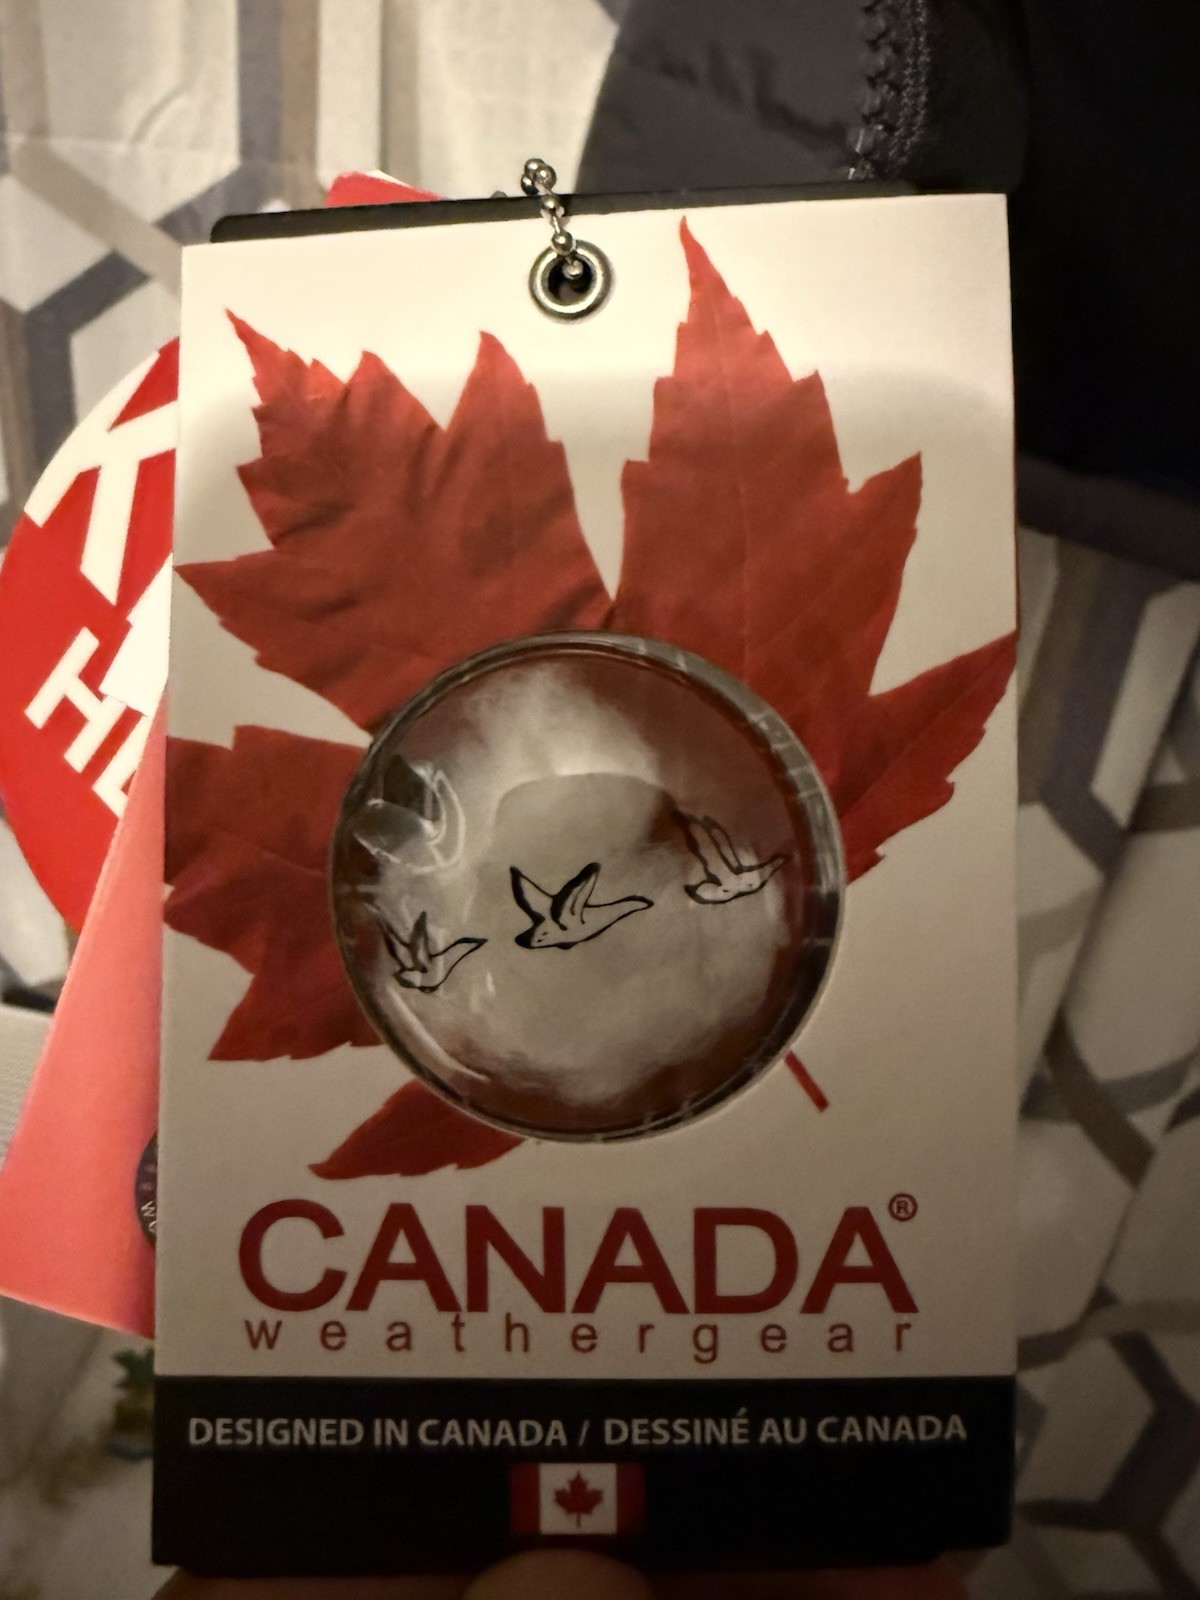 CANADA®
weathergear
DESIGNED IN CANADA / DESSINÉ AU CANADA